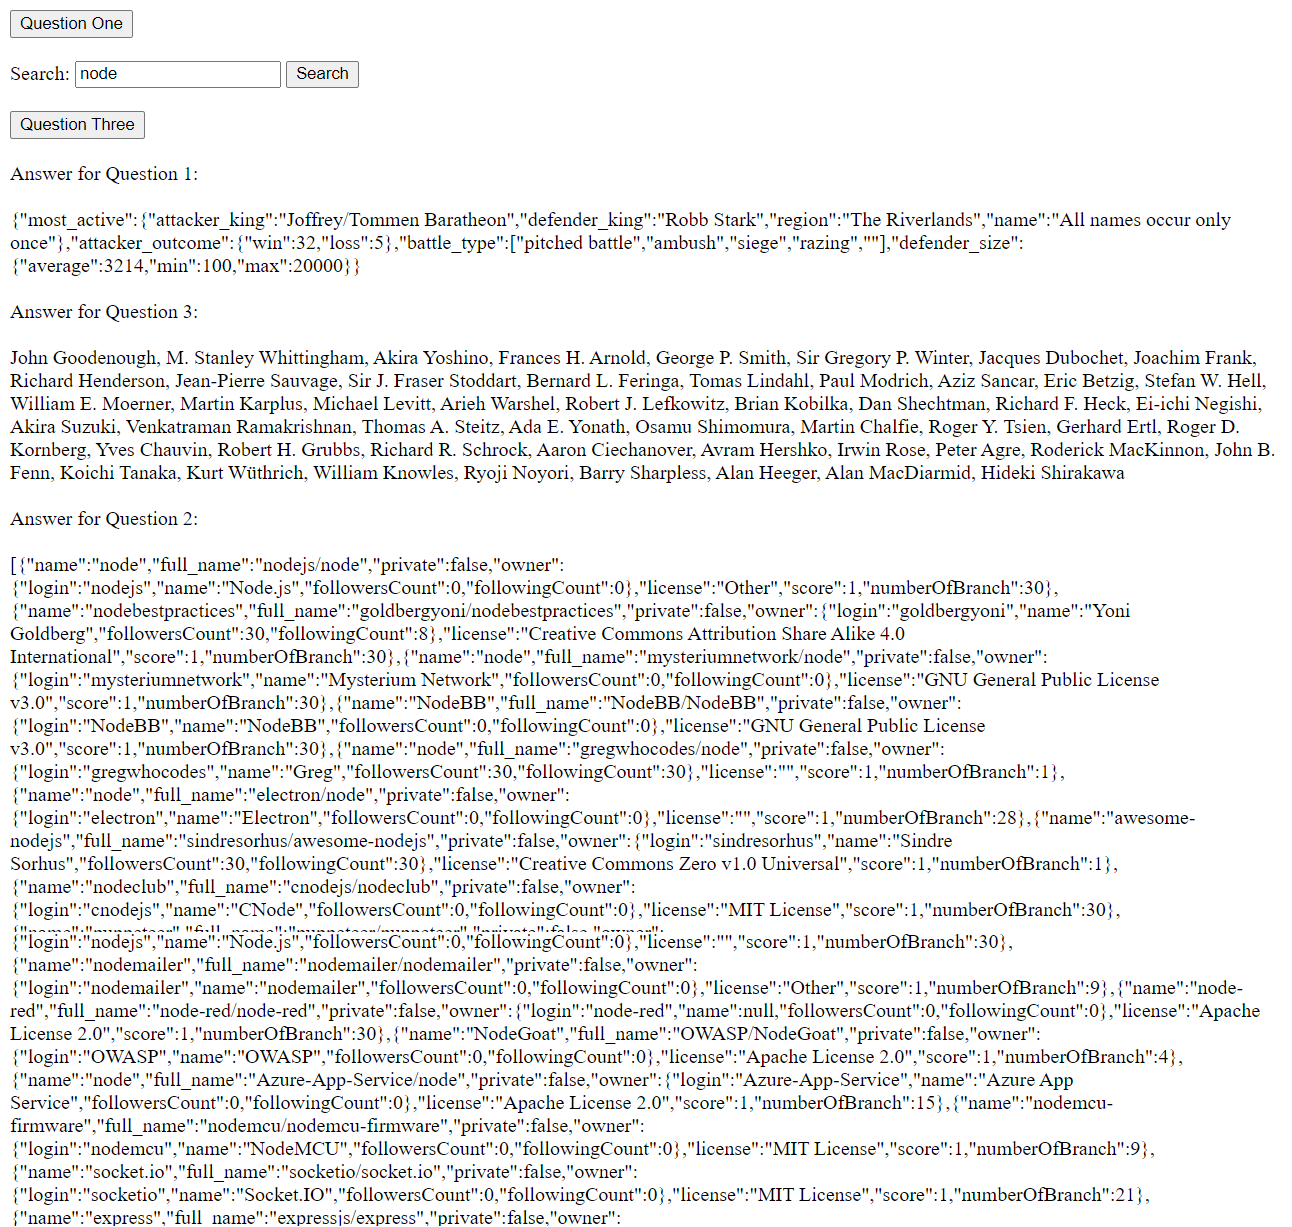 Question One
Search: node Search
Question Three
Answer for Question 1:
{"most_active":{"attacker_king":"Joffrey/Tommen Baratheon","defender_king":"Robb Stark","region":"The Riverlands","name":"All names occur only
once"},"attacker_outcome":{"win":32,"loss":5},"battle_type":["pitched battle","ambush","siege","razing",""],"defender_size":
{"average":3214,"min":100,"max":20000}}
Answer for Question 3:
John Goodenough, M. Stanley Whittingham, Akira Yoshino, Frances H. Arnold, George P. Smith, Sir Gregory P. Winter, Jacques Dubochet, Joachim Frank,
Richard Henderson, Jean-Pierre Sauvage, Sir J. Fraser Stoddart, Bernard L. Feringa, Tomas Lindahl, Paul Modrich, Aziz Sancar, Eric Betzig, Stefan W. Hell,
William E. Moerner, Martin Karplus, Michael Levitt, Arieh Warshel, Robert J. Lefkowitz, Brian Kobilka, Dan Shechtman, Richard F. Heck, Ei-ichi Negishi,
Akira Suzuki, Venkatraman Ramakrishnan, Thomas A. Steitz, Ada E. Yonath, Osamu Shimomura, Martin Chalfie, Roger Y. Tsien, Gerhard Ertl, Roger D.
Kornberg, Yves Chauvin, Robert H. Grubbs, Richard R. Schrock, Aaron Ciechanover, Avram Hershko, Irwin Rose, Peter Agre, Roderick MacKinnon, John B.
Fenn, Koichi Tanaka, Kurt Wüthrich, William Knowles, Ryoji Noyori, Barry Sharpless, Alan Heeger, Alan MacDiarmid, Hideki Shirakawa
Answer for Question 2:
[{"name":"node","full_name":"nodejs/node","private":false,"owner":
{"login":"nodejs","name":"Node.js","followersCount":0,"followingCount":0},"license":"Other","score":1,"numberOfBranch":30},
{"name":"nodebestpractices","full_name":"goldbergyoni/nodebestpractices","private":false,"owner":{"login":"goldbergyoni","name":"Yoni
Goldberg","followersCount":30,"followingCount":8},"license":"Creative Commons Attribution Share Alike 4.0
International","score":1,"numberOfBranch":30},{"name":"node","full_name":"mysteriumnetwork/node","private":false,"owner":
{"login":"mysteriumnetwork","name":"Mysterium Network","followersCount":0,"followingCount":0},"license":"GNU General Public License
v3.0","score":1,"numberOfBranch":30},{"name":"NodeBB","full_name":"NodeBB/NodeBB","private":false,"owner":
{"login":"NodeBB","name":"NodeBB","followersCount":0,"followingCount":0},"license":"GNU General Public License
v3.0","score":1,"numberOfBranch":30},{"name":"node","full_name":"gregwhocodes/node","private":false,"owner":
{"login":"gregwhocodes","name":"Greg","followersCount":30,"followingCount":30},"license":"","score":1,"numberOfBranch":1},
{"name":"node","full_name":"electron/node","private":false,"owner":
{"login":"electron","name":"Electron","followersCount":0,"followingCount":0},"license":"","score":1,"numberOfBranch":28},{"name":"awesome-
nodejs","full_name":"sindresorhus/awesome-nodejs","private":false,"owner":{"login":"sindresorhus","name":"Sindre
Sorhus","followersCount":30,"followingCount":30},"license":"Creative Commons Zero v1.0 Universal","score":1,"numberOfBranch":1},
{"name":"nodeclub","full_name":"cnodejs/nodeclub","private":false,"owner":
{"login":"cnodejs","name":"CNode","followersCount":0,"followingCount":0},"license":"MIT License","score":1,"numberOfBranch":30},
{"name":"puppeteer","full_name":"puppeteer/puppeteer","private":false,"owner":
{"login":"nodejs","name":"Node.js","followersCount":0,"followingCount":0},"license":"","score":1,"numberOfBranch":30},
{"name":"nodemailer","full_name":"nodemailer/nodemailer","private":false,"owner":
{"login":"nodemailer","name":"nodemailer","followersCount":0,"followingCount":0},"license":"Other","score":1,"numberOfBranch":9},{"name":"node-
red","full_name":"node-red/node-red","private":false,"owner":{"login":"node-red","name":null,"followersCount":0,"followingCount":0},"license":"Apache
License 2.0","score":1,"numberOfBranch":30},{"name":"NodeGoat","full_name":"OWASP/NodeGoat","private":false,"owner":
{"login":"OWASP","name":"OWASP","followersCount":0,"followingCount":0},"license":"Apache License 2.0","score":1,"numberOfBranch":4},
{"name":"node","full_name":"Azure-App-Service/node","private":false,"owner":{"login":"Azure-App-Service","name":"Azure App
Service","followersCount":0,"followingCount":0},"license":"Apache License 2.0","score":1,"numberOfBranch":15},{"name":"nodemcu-
firmware","full_name":"nodemcu/nodemcu-firmware","private":false,"owner":
{"login":"nodemcu","name":"NodeMCU","followersCount":0,"followingCount":0},"license":"MIT License","score":1,"numberOfBranch":9},
{"name":"socket.io","full_name":"socketio/socket.io","private":false,"owner":
{"login":"socketio","name":"Socket.IO","followersCount":0,"followingCount":0},"license":"MIT License","score":1,"numberOfBranch":21},
{"name":"express","full_name":"expressjs/express","private":false,"owner":